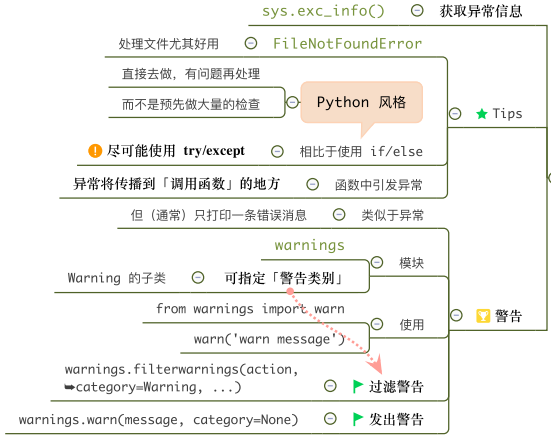 sys.exc_info() 获取异常信息
处理文件尤其好用 FileNotFoundError
直接去做，有问题再处理
而不是预先做大量的检查
Python 风格
Tips
尽可能使用 try/except 相比于使用 if/else
异常将传播到「调用函数」的地方 函数中引发异常
但（通常）只打印一条错误消息 类似于异常
warnings
模块
Warning 的子类 可指定「警告类别」
from warnings import warn
使用
警告
warn('warn message')
warnings.filterwarnings(action,
➥category=Warning, ...) 过滤警告
warnings.warn(message, category=None) 发出警告